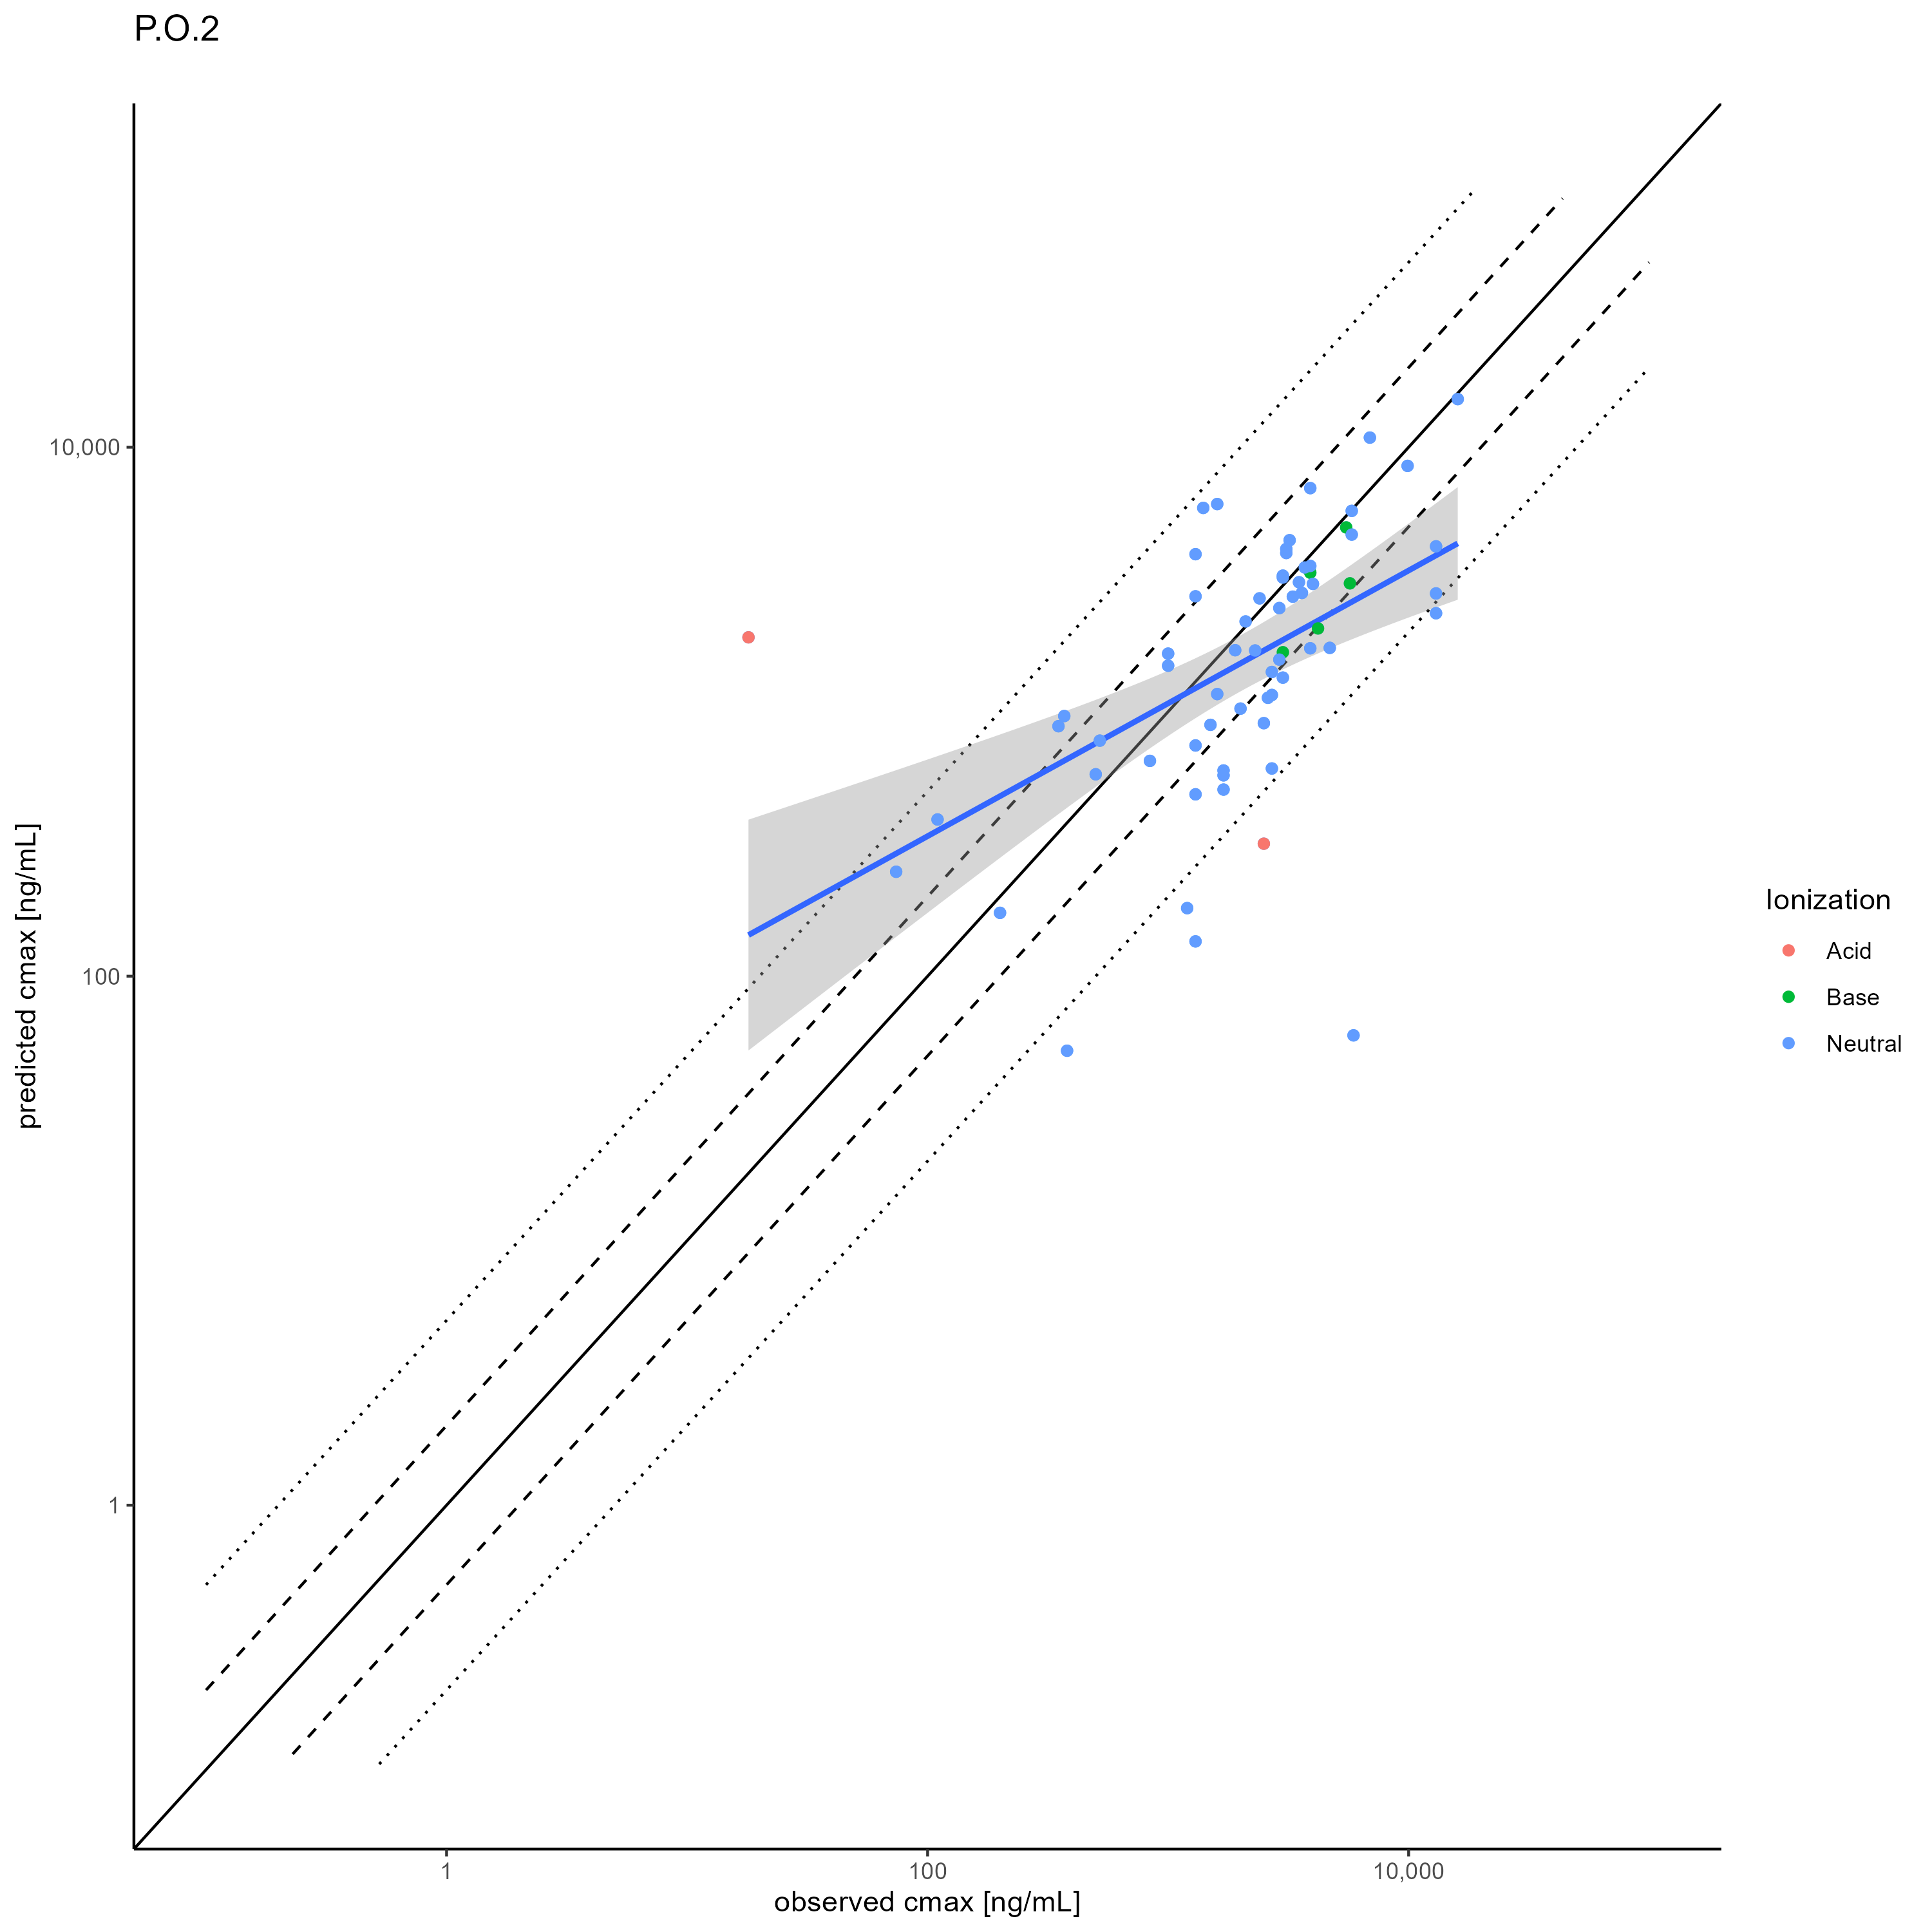 P.O.2
predicted cmax [ng/mL]
10,000
100
1
1
100
10,000
observed cmax [ng/mL]
Ionization
Acid
Base
Neutral